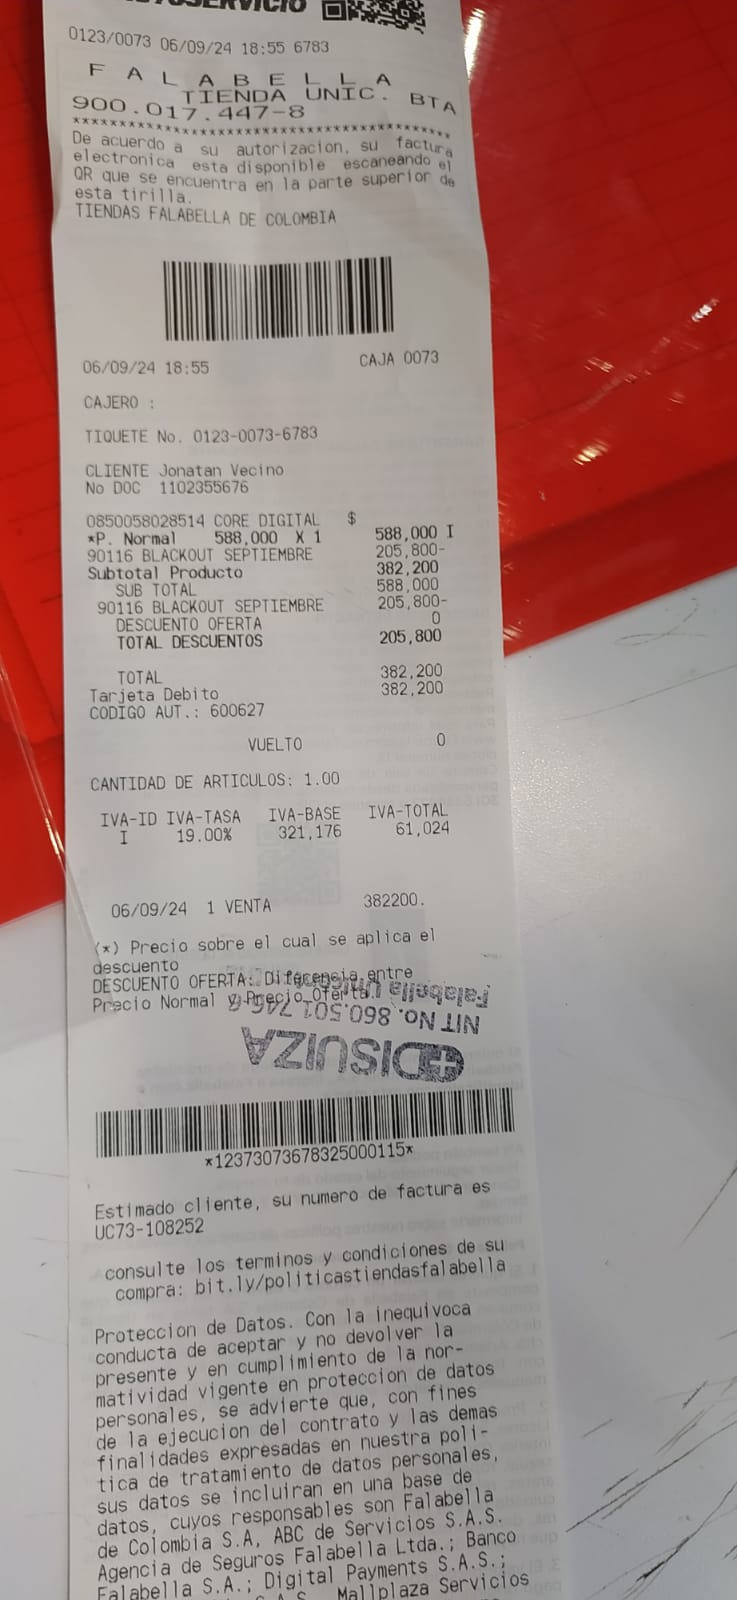 AUTOSERVICIO
0123/0073 06/09/24 18:55 6783
F A L A B E L L A
TIENDA UNIC. BTA
900.017.447-8
******************************************
De acuerdo a su autorizacion, su factura
electronica esta disponible escaneando el
QR que se encuentra en la parte superior de
esta tirilla.
TIENDAS FALABELLA DE COLOMBIA
06/09/24 18:55 CAJA 0073
CAJERO :
TIQUETE No. 0123-0073-6783
CLIENTE Jonatan Vecino
No DOC 1102355676
0850058028514 CORE DIGITAL $
*P. Normal 588,000 X 1 588,000 I
90116 BLACKOUT SEPTIEMBRE 205,800-
Subtotal Producto 382,200
SUB TOTAL 588,000
90116 BLACKOUT SEPTIEMBRE 205,800-
DESCUENTO OFERTA 0
TOTAL DESCUENTOS 205,800
TOTAL 382,200
Tarjeta Debito 382,200
CODIGO AUT.: 600627
VUELTO 0
CANTIDAD DE ARTICULOS: 1.00
IVA-ID IVA-TASA IVA-BASE IVA-TOTAL
I 19.00% 321,176 61,024
06/09/24 1 VENTA 382200.
(*) Precio sobre el cual se aplica el
descuento
DESCUENTO OFERTA: Diferencia entre
Precio Normal y Precio Oferta.
Falabella Unicentro
NIT No. 860.501.746-6
DISUIZA
*12373073678325000115*
Estimado cliente, su numero de factura es
UC73-108252
consulte los terminos y condiciones de su
compra: bit.ly/politicastiendasfalabella
Proteccion de Datos. Con la inequivoca
conducta de aceptar y no devolver la
presente y en cumplimiento de la nor-
matividad vigente en proteccion de datos
personales, se advierte que, con fines
de la ejecucion del contrato y las demas
finalidades expresadas en nuestra poli-
tica de tratamiento de datos personales,
sus datos se incluiran en una base de
datos, cuyos responsables son Falabella
de Colombia S.A, ABC de Servicios S.A.S.
Agencia de Seguros Falabella Ltda.; Banco
Falabella S.A.; Digital Payments S.A.S.;
Mallplaza Servicios